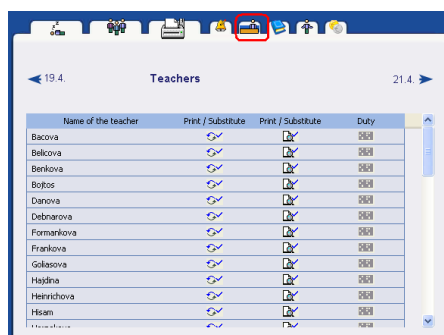 19.4. Teachers 21.4.
Name of the teacher Print / Substitute Print / Substitute Duty
Bacova
Belicova
Benkova
Bojtos
Danova
Debnarova
Formankova
Frankova
Goliasova
Hajdina
Heinrichova
Hisam